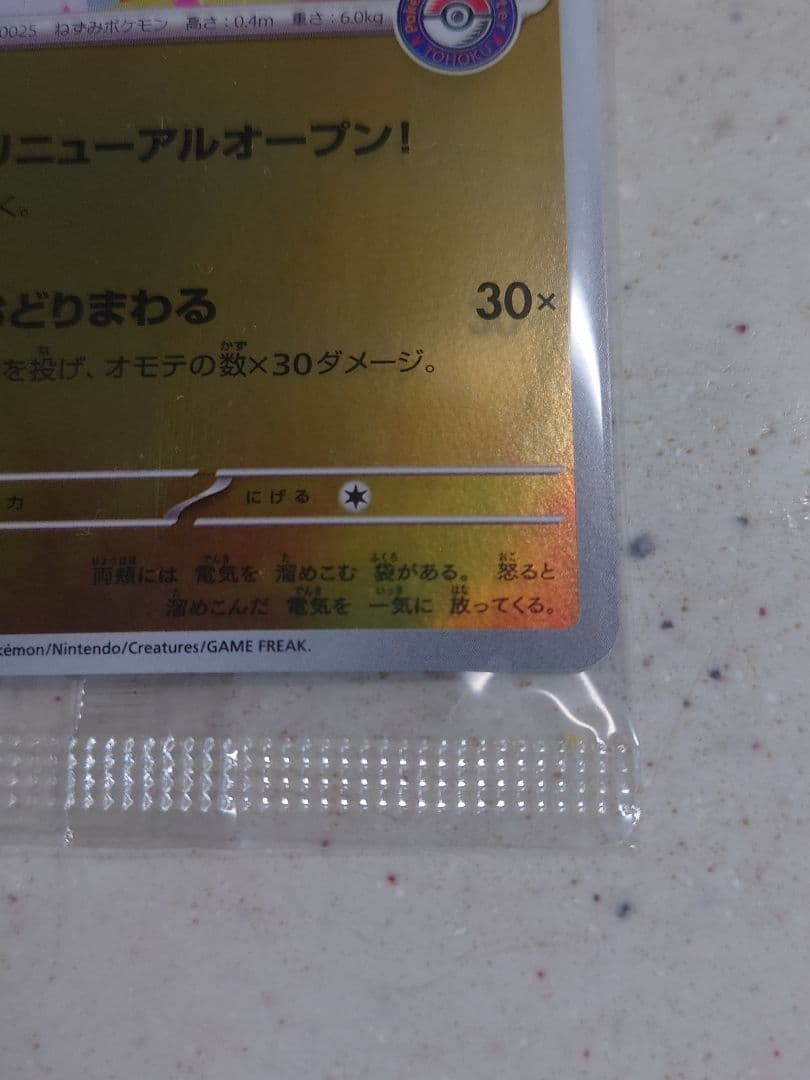 0025 ねずみポケモン 高さ:0.4m 重さ:6.0kg
TOHOKU
リニューアルオープン!
く。
おどりまわる 30×
を投げ、オモテの数×30ダメージ。
カ にげる
両頬には 電気を 溜めこむ 袋がある。 怒ると
溜めこんだ 電気を 一気に 放ってくる。
kémon/Nintendo/Creatures/GAME FREAK.